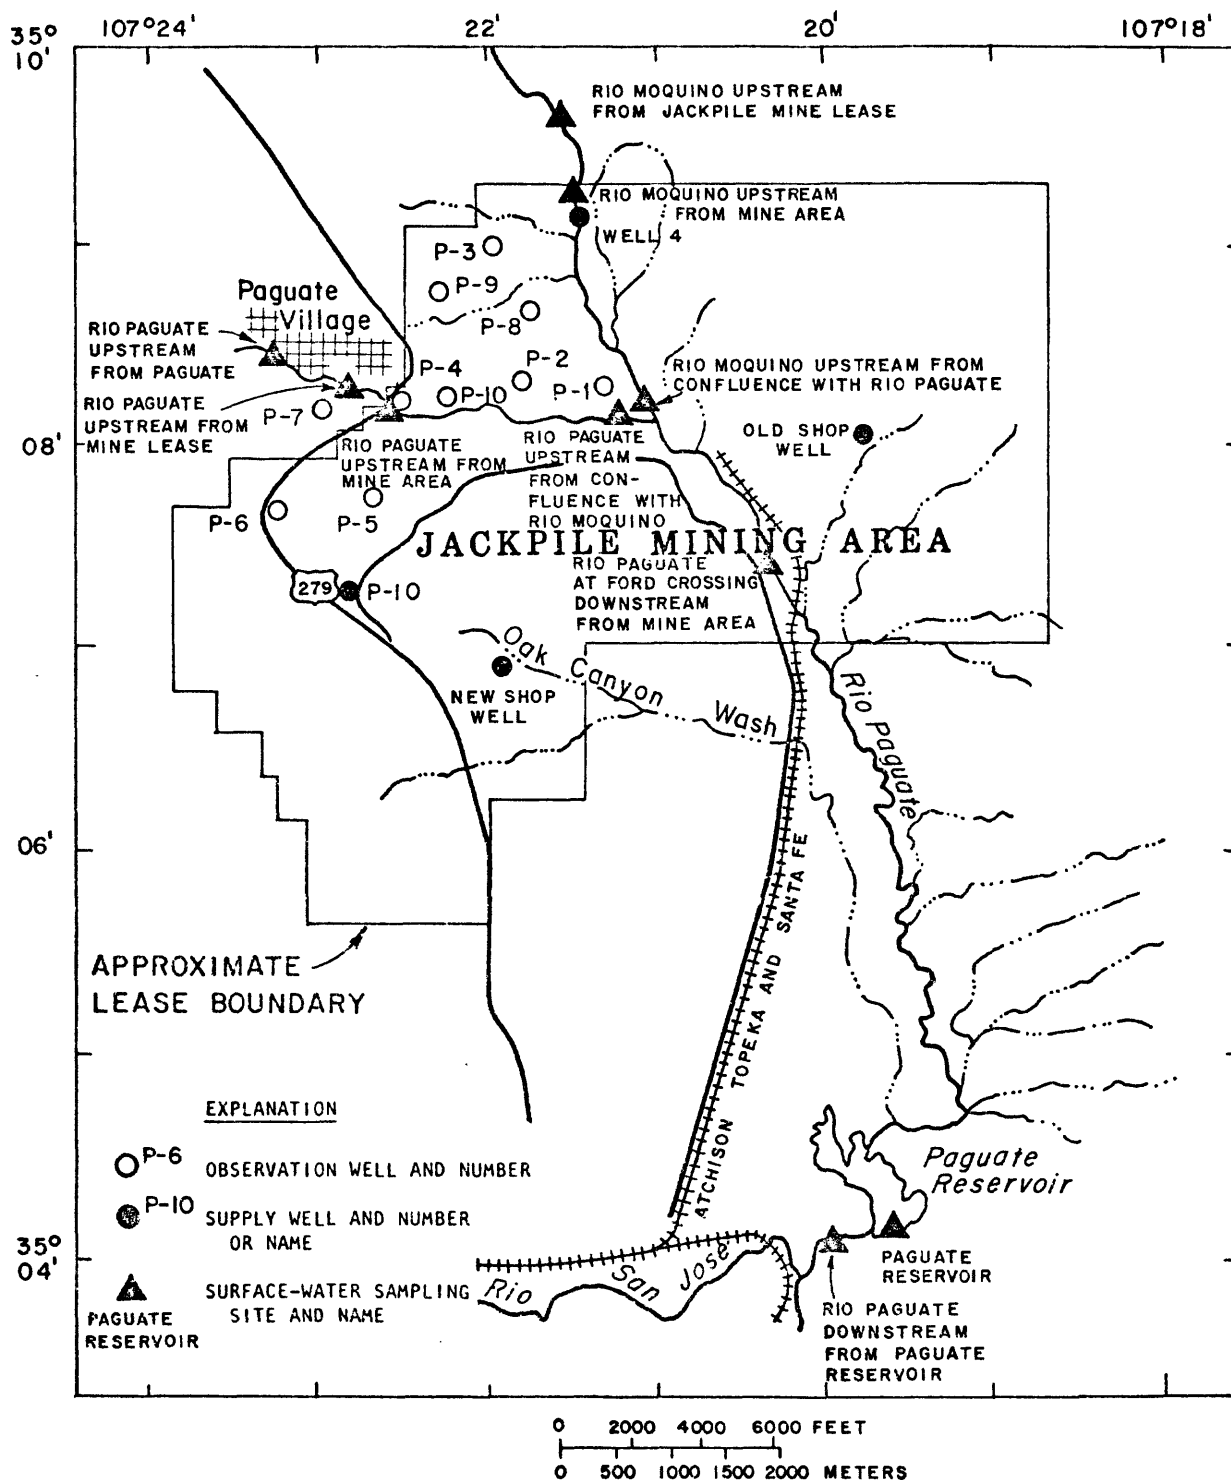 107°24' 22' 20' 107°18'
35°
10'
RIO MOQUINO UPSTREAM
FROM JACKPILE MINE LEASE
RIO MOQUINO UPSTREAM
FROM MINE AREA
WELL 4
P-3
P-9
P-8
Paguate
Village
RIO PAGUATE
UPSTREAM
FROM PAGUATE
P-4
P-2
P-10
P-1
RIO MOQUINO UPSTREAM FROM
CONFLUENCE WITH RIO PAGUATE
RIO PAGUATE
UPSTREAM FROM
MINE LEASE
P-7
08'
RIO PAGUATE
UPSTREAM FROM
MINE AREA
RIO PAGUATE
UPSTREAM
FROM CON-
FLUENCE WITH
RIO MOQUINO
OLD SHOP
WELL
P-6
P-5
JACKPILE MINING AREA
279
P-10
RIO PAGUATE
AT FORD CROSSING
DOWNSTREAM
FROM MINE AREA
Oak Canyon Wash
NEW SHOP
WELL
Rio Paguate
06'
ATCHISON TOPEKA AND SANTA FE
APPROXIMATE
LEASE BOUNDARY
EXPLANATION
P-6 OBSERVATION WELL AND NUMBER
P-10 SUPPLY WELL AND NUMBER
OR NAME
SURFACE-WATER SAMPLING
SITE AND NAME
PAGUATE
RESERVOIR
35°
04'
Paguate
Reservoir
PAGUATE
RESERVOIR
Rio San Jose
RIO PAGUATE
DOWNSTREAM
FROM PAGUATE
RESERVOIR
0 2000 4000 6000 FEET
0 500 1000 1500 2000 METERS